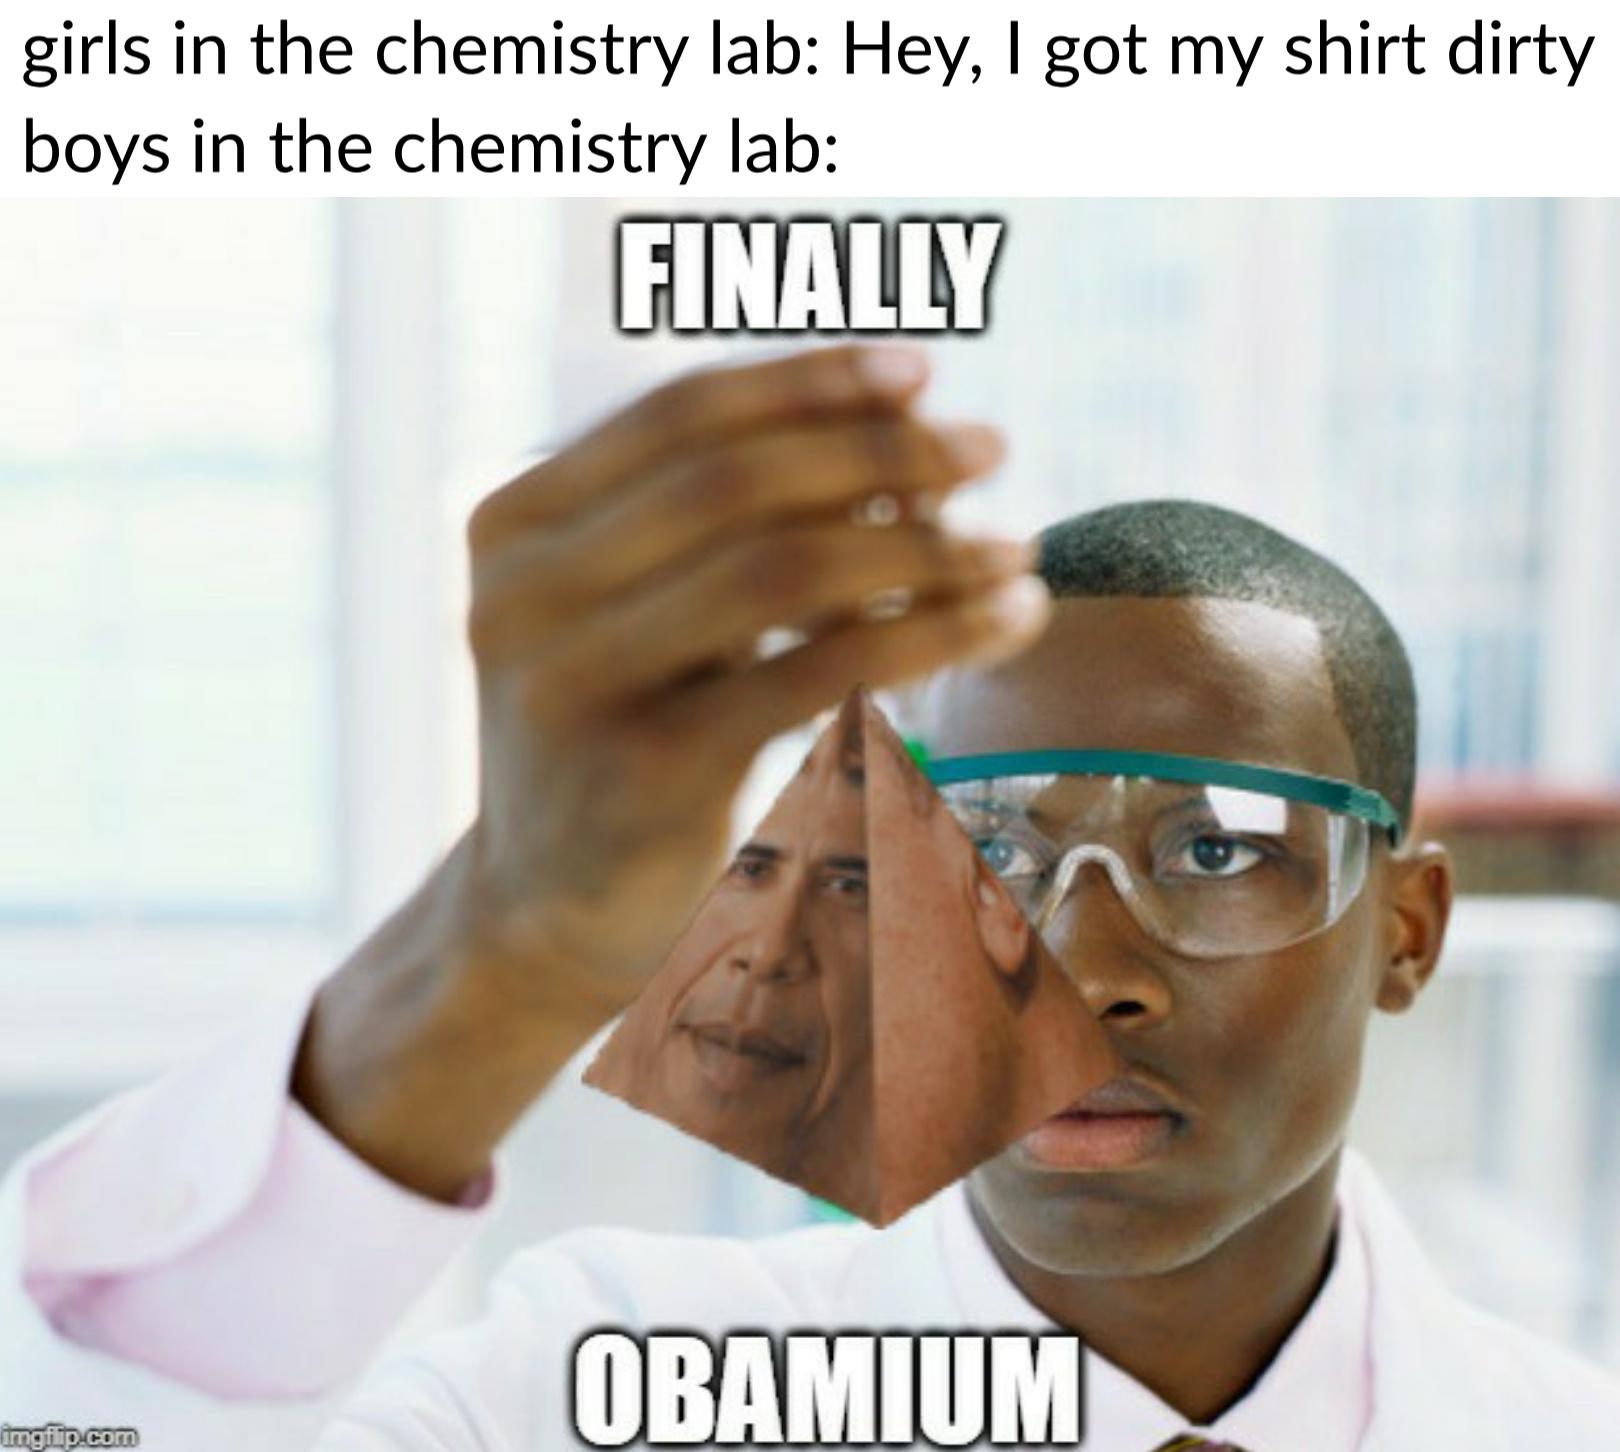 girls in the chemistry lab: Hey, I got my shirt dirty
boys in the chemistry lab:
FINALLY
OBAMIUM
imgflip.com